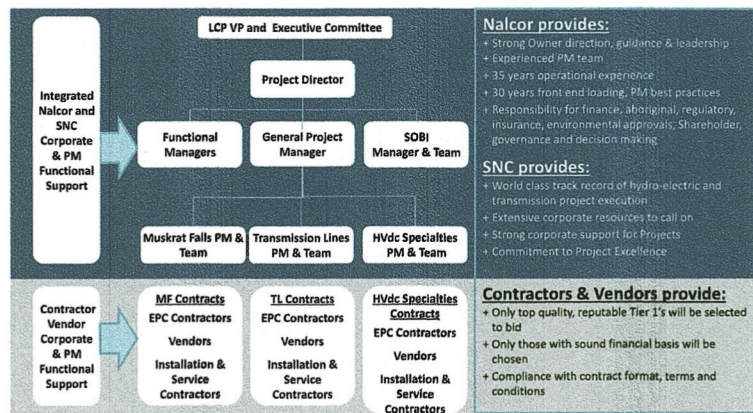 LCP VP and Executive Committee
Project Director
Integrated
Nalcor and
SNC
Corporate
& PM
Functional
Support
Functional
Managers
General Project
Manager
SOBI
Manager & Team
Muskrat Falls PM &
Team
Transmission Lines
PM & Team
HVdc Specialties
PM & Team
Nalcor provides:
+ Strong Owner direction, guidance & leadership
+ Experienced PM team
+ 35 years operational experience
+ 30 years front end loading, PM best practices
+ Responsibility for finance, aboriginal, regulatory,
insurance, environmental approvals, Shareholder,
governance and decision making
SNC provides:
+ World class track record of hydro-electric and
transmission project execution
+ Extensive corporate resources to call on
+ Strong corporate support for Projects
+ Commitment to Project Excellence
Contractor
Vendor
Corporate
& PM
Functional
Support
MF Contracts
EPC Contractors
Vendors
Installation &
Service
Contractors
TL Contracts
EPC Contractors
Vendors
Installation &
Service
Contractors
HVdc Specialties
Contracts
EPC Contractors
Vendors
Installation &
Service
Contractors
Contractors & Vendors provide:
+ Only top quality, reputable Tier 1's will be selected
to bid
+ Only those with sound financial basis will be
chosen
+ Compliance with contract format, terms and
conditions